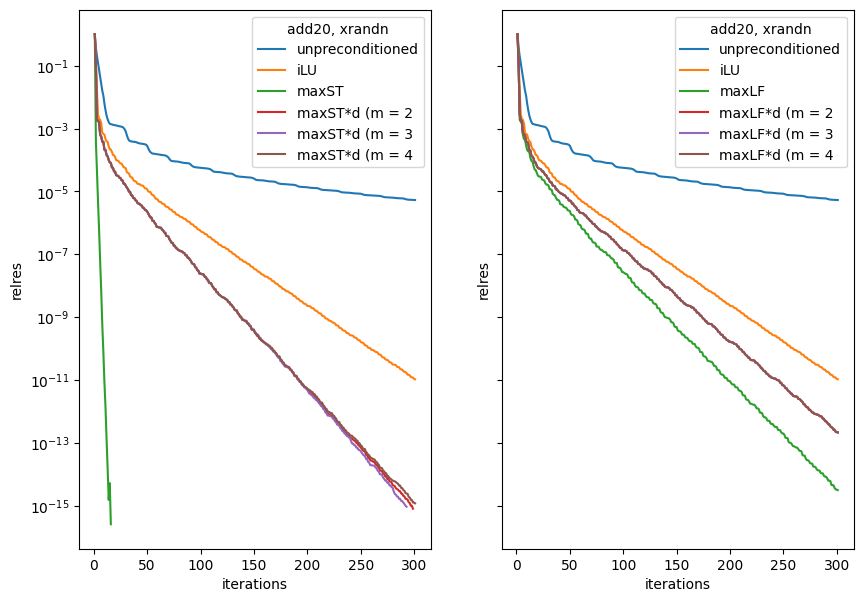 add20, xrandn
unpreconditioned
iLU
maxST
maxST*d (m = 2
maxST*d (m = 3
maxST*d (m = 4
10⁻¹
10⁻³
10⁻⁵
10⁻⁷
10⁻⁹
10⁻¹¹
10⁻¹³
10⁻¹⁵
relres
0 50 100 150 200 250 300
iterations
add20, xrandn
unpreconditioned
iLU
maxLF
maxLF*d (m = 2
maxLF*d (m = 3
maxLF*d (m = 4
relres
0 50 100 150 200 250 300
iterations